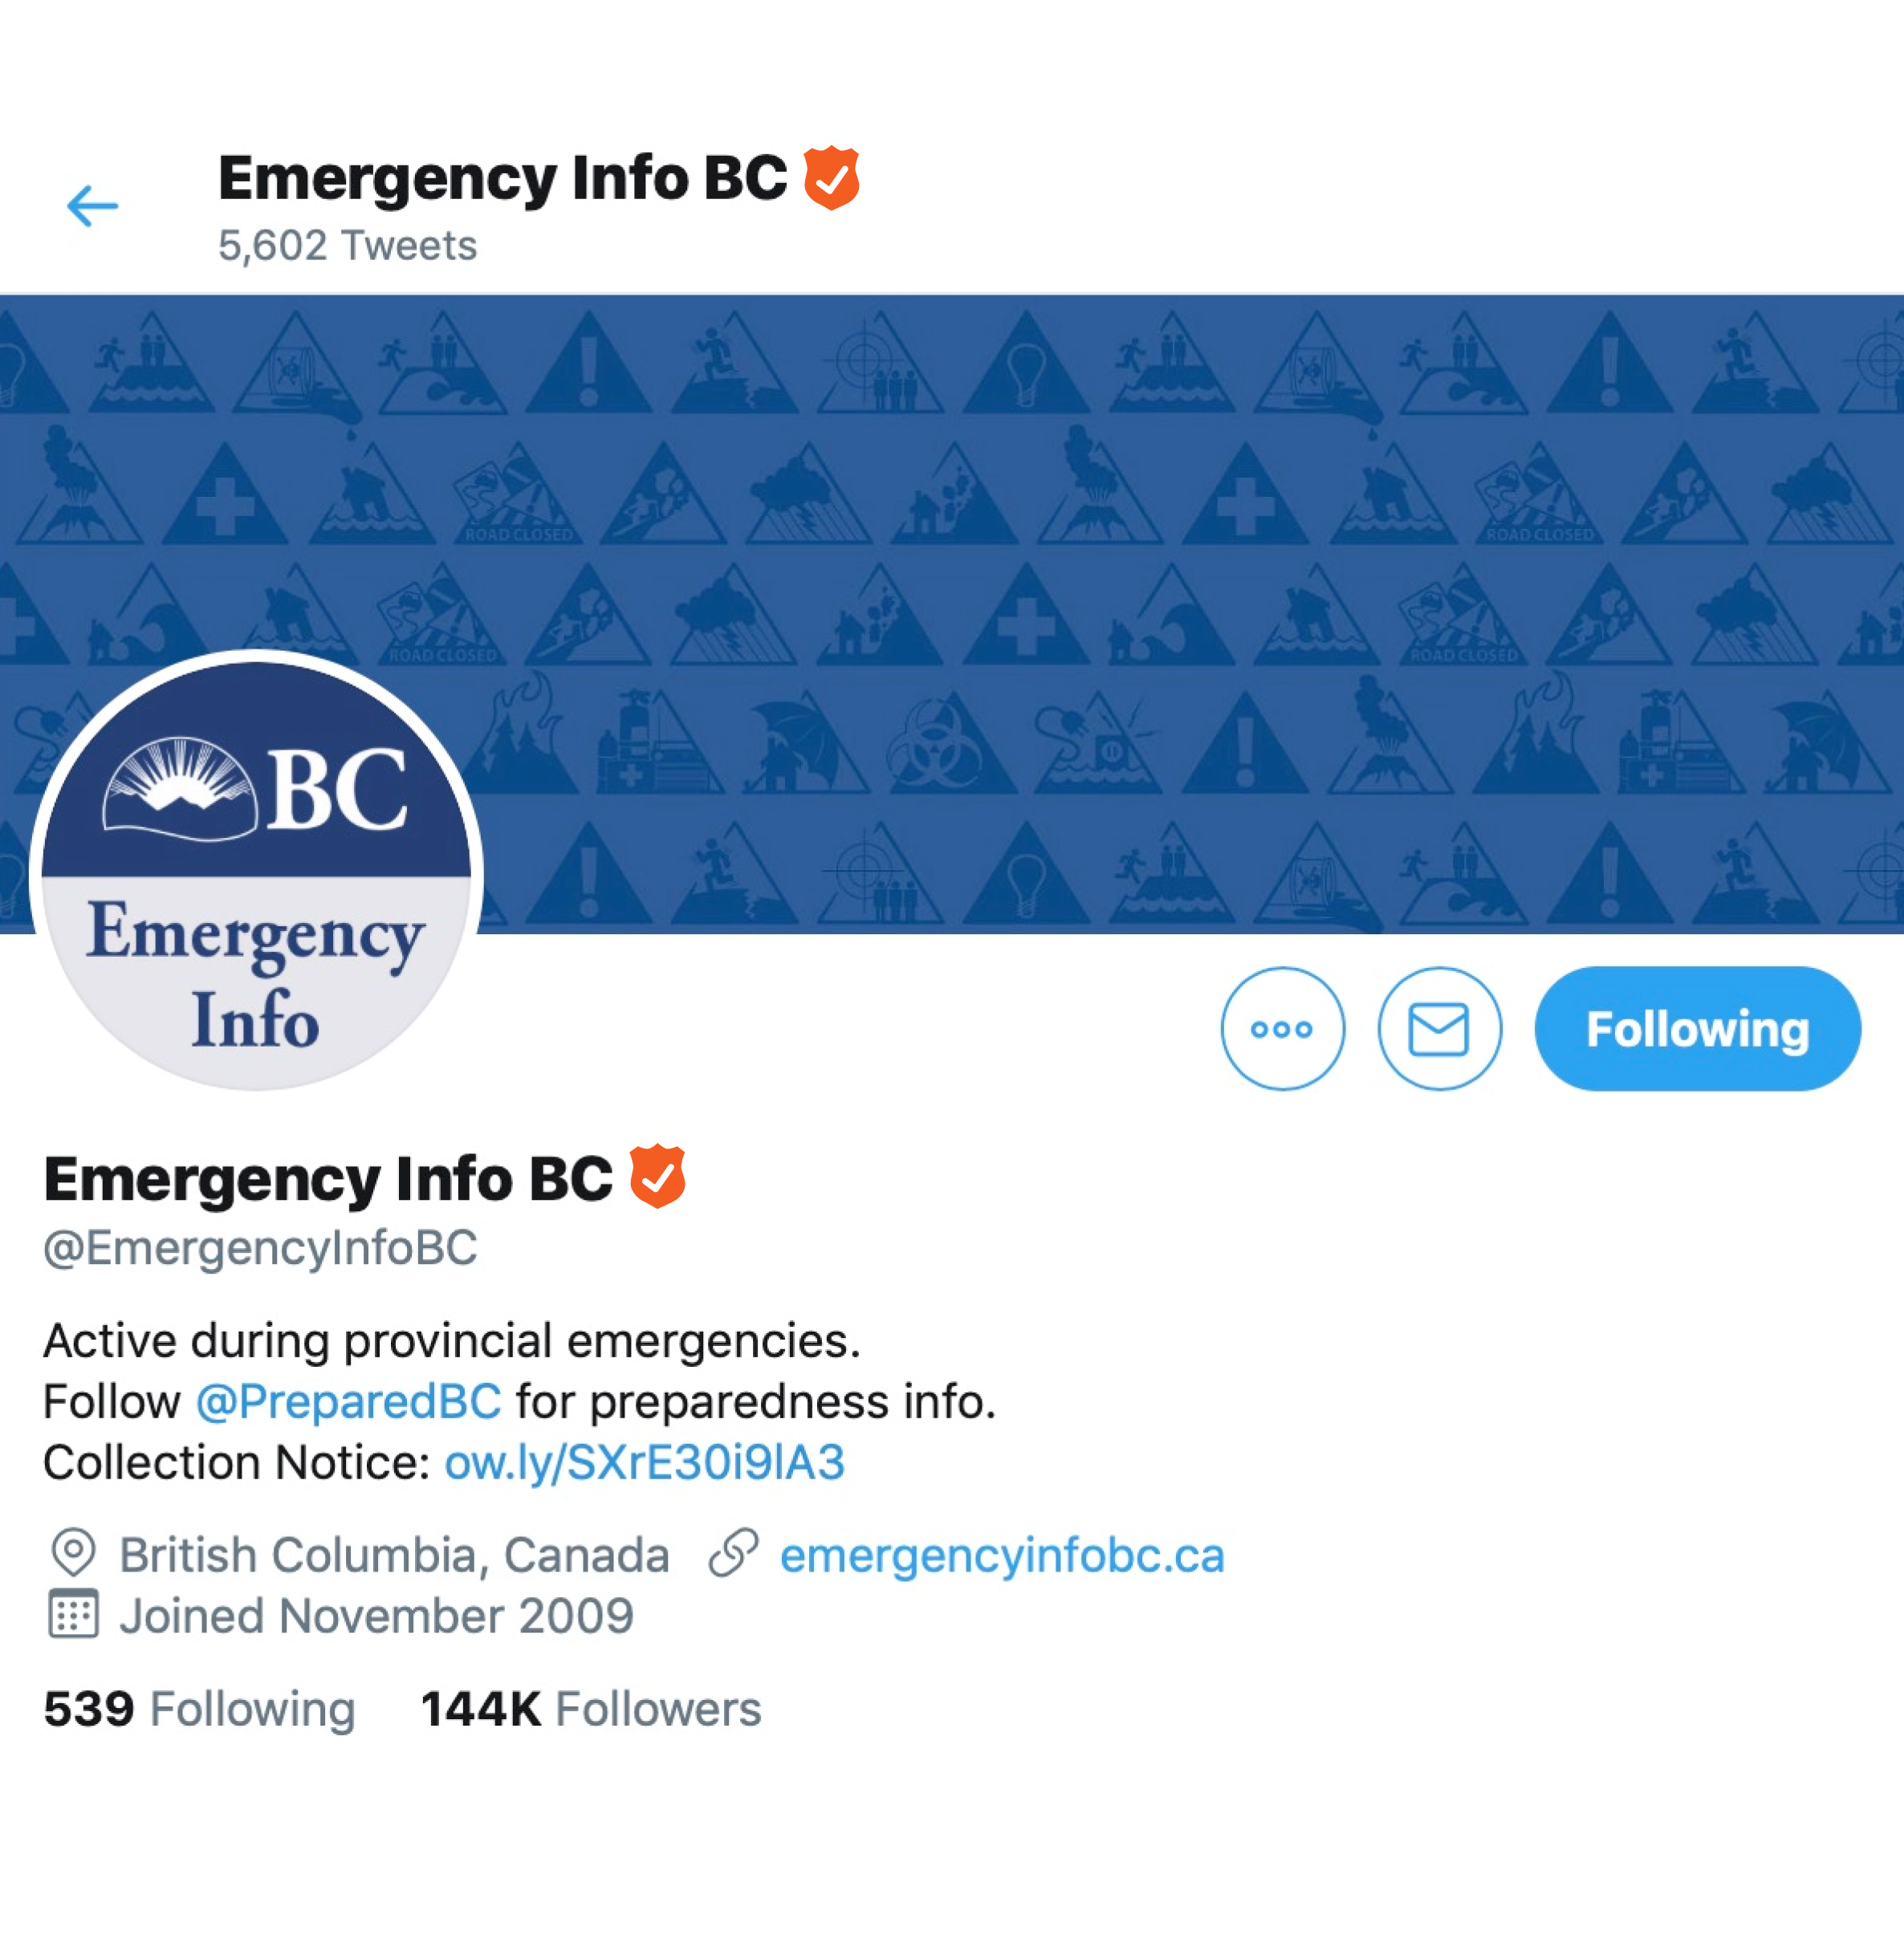 Emergency Info BC
5,602 Tweets
ROAD CLOSED
ROAD CLOSED
ROAD CLOSED
ROAD CLOSED
BC
Emergency
Info
Following
Emergency Info BC
@EmergencyInfoBC
Active during provincial emergencies.
Follow @PreparedBC for preparedness info.
Collection Notice: ow.ly/SXrE30i9lA3
British Columbia, Canada emergencyinfobc.ca
Joined November 2009
539 Following 144K Followers